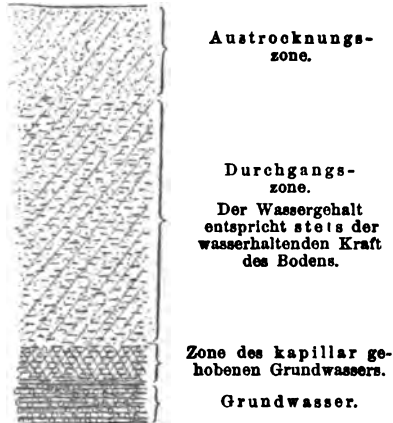 Austrocknungs-
zone.
Durchgangs-
zone.
Der Wassergehalt
entspricht stets der
wasserhaltenden Kraft
des Bodens.
Zone des kapillar ge-
hobenen Grundwassers.
Grundwasser.